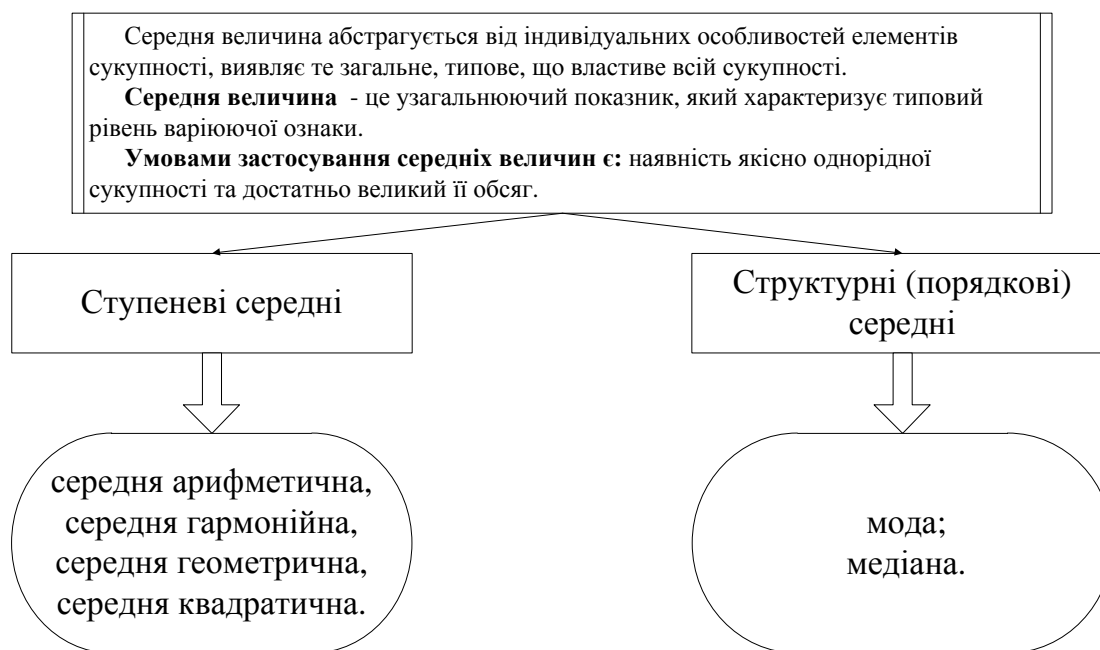 Середня величина абстрагується від індивідуальних особливостей елементів
сукупності, виявляє те загальне, типове, що властиве всій сукупності.
Середня величина - це узагальнюючий показник, який характеризує типовий
рівень варіюючої ознаки.
Умовами застосування середніх величин є: наявність якісно однорідної
сукупності та достатньо великий її обсяг.
Ступеневі середні
Структурні (порядкові)
середні
середня арифметична,
середня гармонійна,
середня геометрична,
середня квадратична.
мода;
медіана.